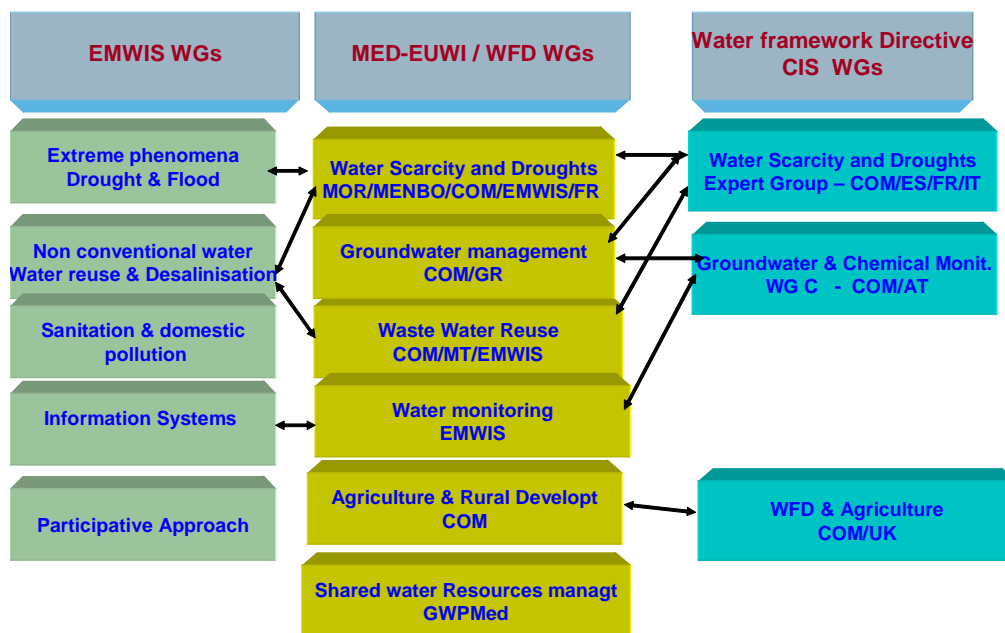 EMWIS WGs
MED-EUWI / WFD WGs
Water framework Directive
CIS WGs
Extreme phenomena
Drought & Flood
Non conventional water
Water reuse & Desalinisation
Sanitation & domestic
pollution
Information Systems
Participative Approach
Water Scarcity and Droughts
MOR/MENBO/COM/EMWIS/FR
Groundwater management
COM/GR
Waste Water Reuse
COM/MT/EMWIS
Water monitoring
EMWIS
Agriculture & Rural Developt
COM
Shared water Resources managt
GWPMed
Water Scarcity and Droughts
Expert Group – COM/ES/FR/IT
Groundwater & Chemical Monit.
WG C - COM/AT
WFD & Agriculture
COM/UK